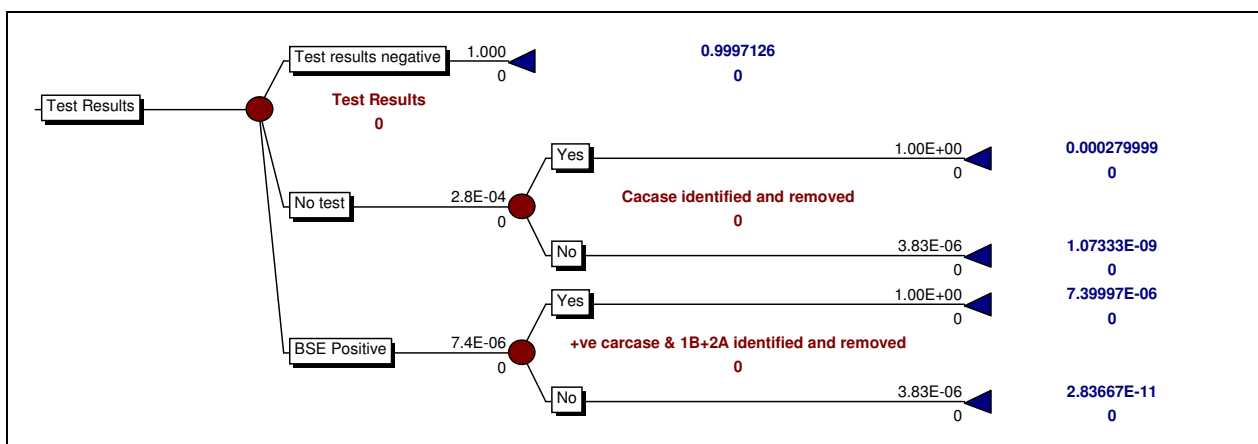 Test results negative
1.000
0
0.9997126
0
Test Results
Test Results
0
Yes
1.00E+00
0
0.000279999
0
No test
2.8E-04
0
Cacase identified and removed
0
No
3.83E-06
0
1.07333E-09
0
Yes
1.00E+00
0
7.39997E-06
0
BSE Positive
7.4E-06
0
+ve carcase & 1B+2A identified and removed
0
No
3.83E-06
0
2.83667E-11
0